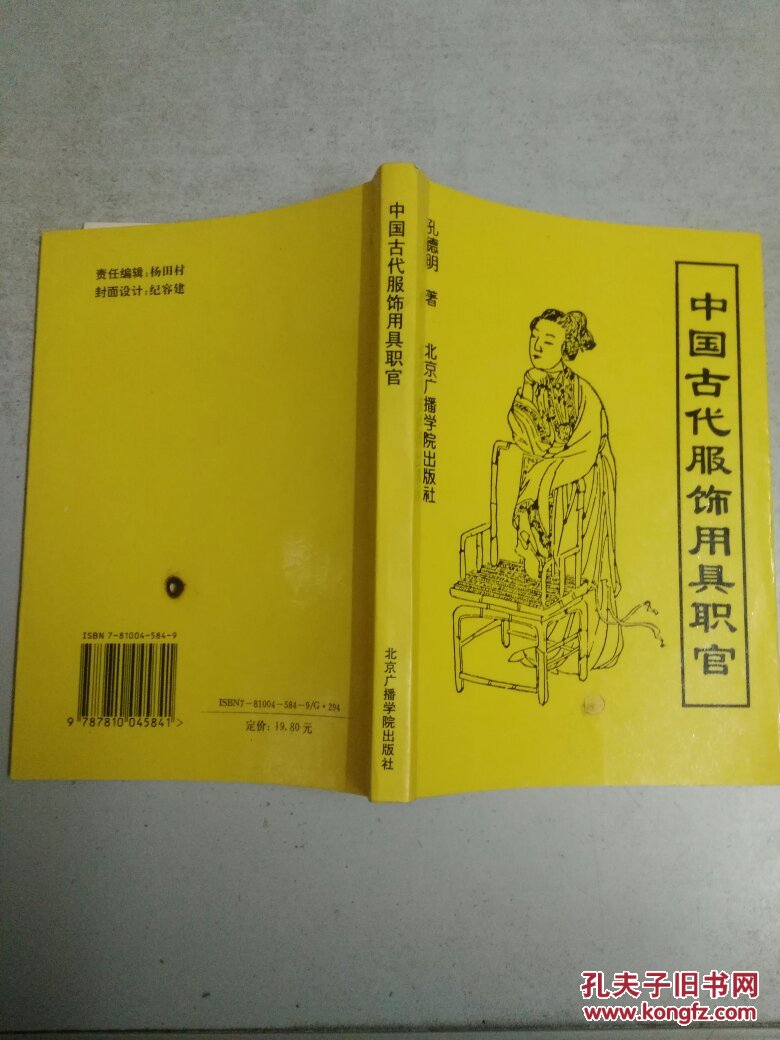 责任编辑：杨田村
封面设计：纪容建
ISBN 7-81004-584-9
9 787810 045841 >
ISBN7—81004—584—9/G·294
定价：19.80元
中国古代服饰用具职官
北京广播学院出版社
孔德明 著
北京广播学院出版社
中国古代服饰用具职官
孔夫子旧书网
www.kongfz.com